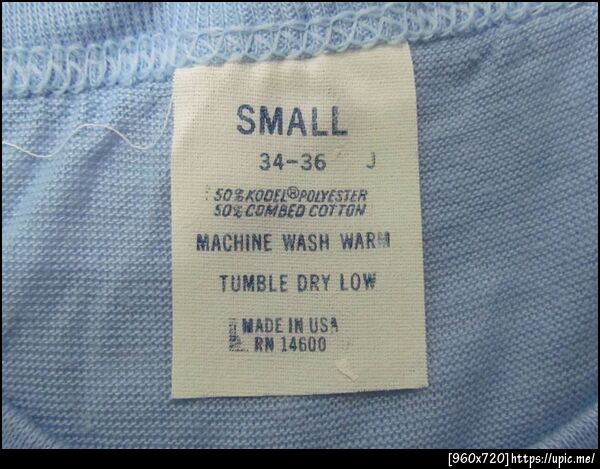 SMALL
34-36 J
50% KODEL® POLYESTER
50% COMBED COTTON
MACHINE WASH WARM
TUMBLE DRY LOW
MADE IN USA
RN 14600
[960x720]https://upic.me/